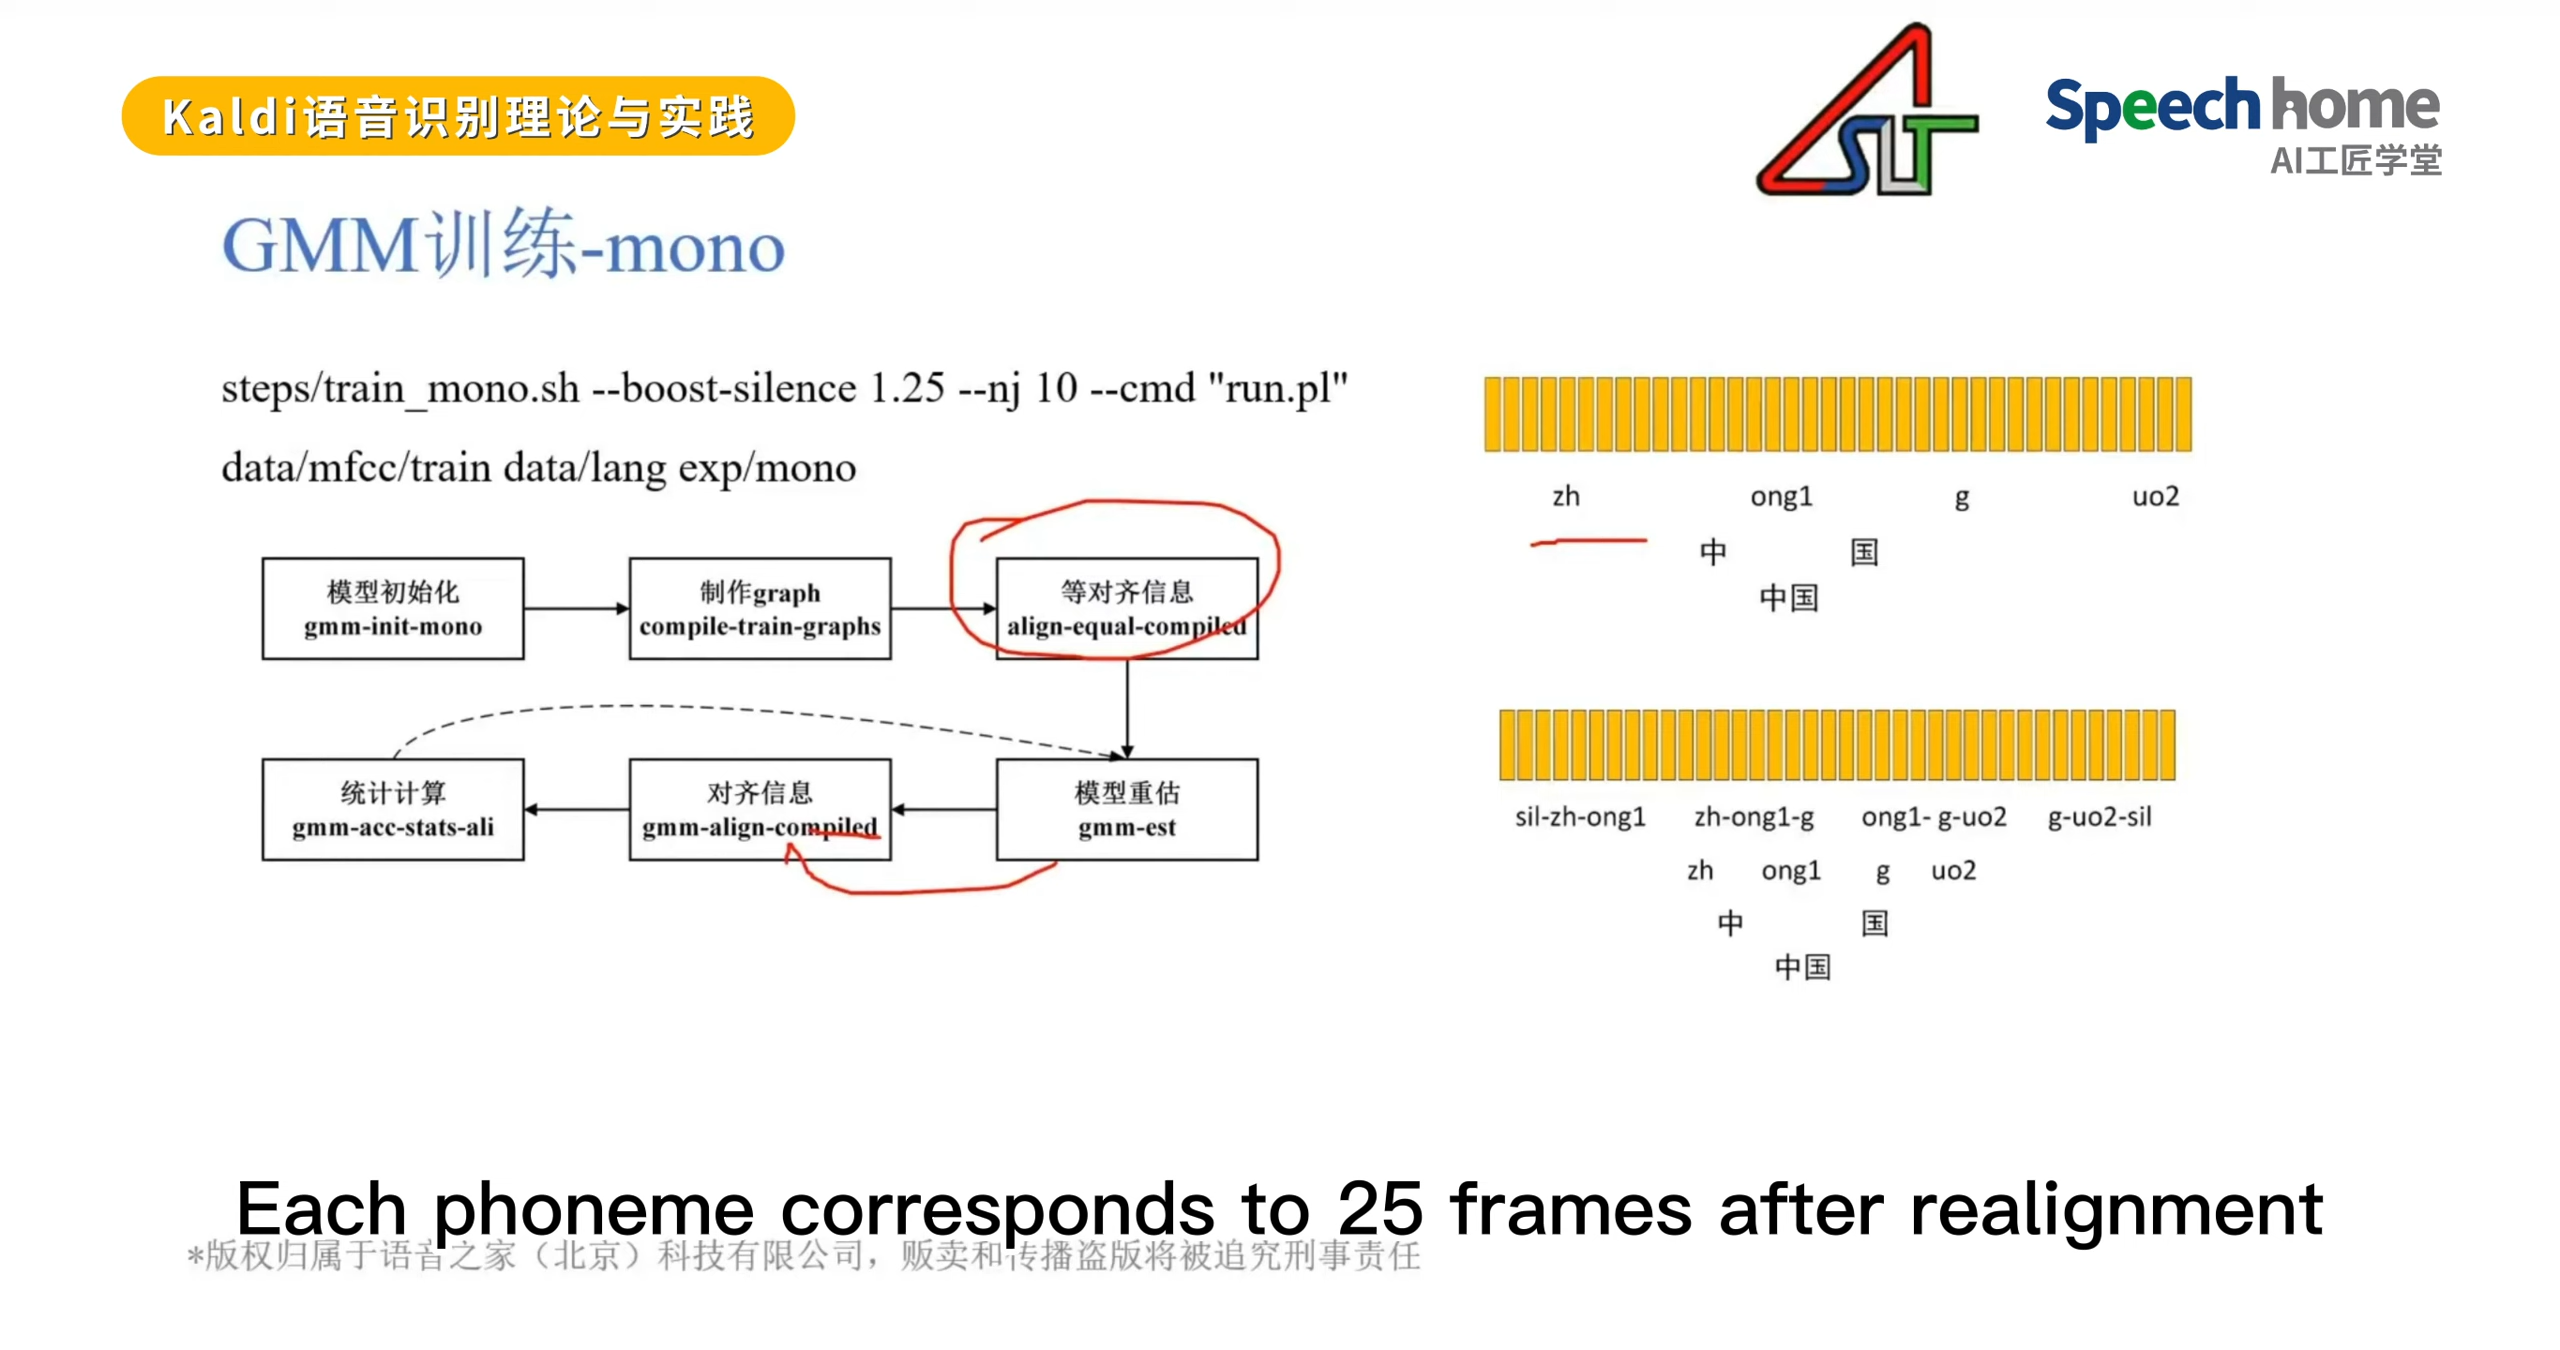 Kaldi语音识别理论与实践
SLT
Speech home
AI工匠学堂
GMM训练-mono
steps/train_mono.sh --boost-silence 1.25 --nj 10 --cmd "run.pl"
data/mfcc/train data/lang exp/mono
模型初始化
gmm-init-mono
制作graph
compile-train-graphs
等对齐信息
align-equal-compiled
统计计算
gmm-acc-stats-ali
对齐信息
gmm-align-compiled
模型重估
gmm-est
zh ong1 g uo2
中 国
中国
sil-zh-ong1 zh-ong1-g ong1- g-uo2 g-uo2-sil
zh ong1 g uo2
中 国
中国
Each phoneme corresponds to 25 frames after realignment
*版权归属于语音之家（北京）科技有限公司，贩卖和传播盗版将被追究刑事责任